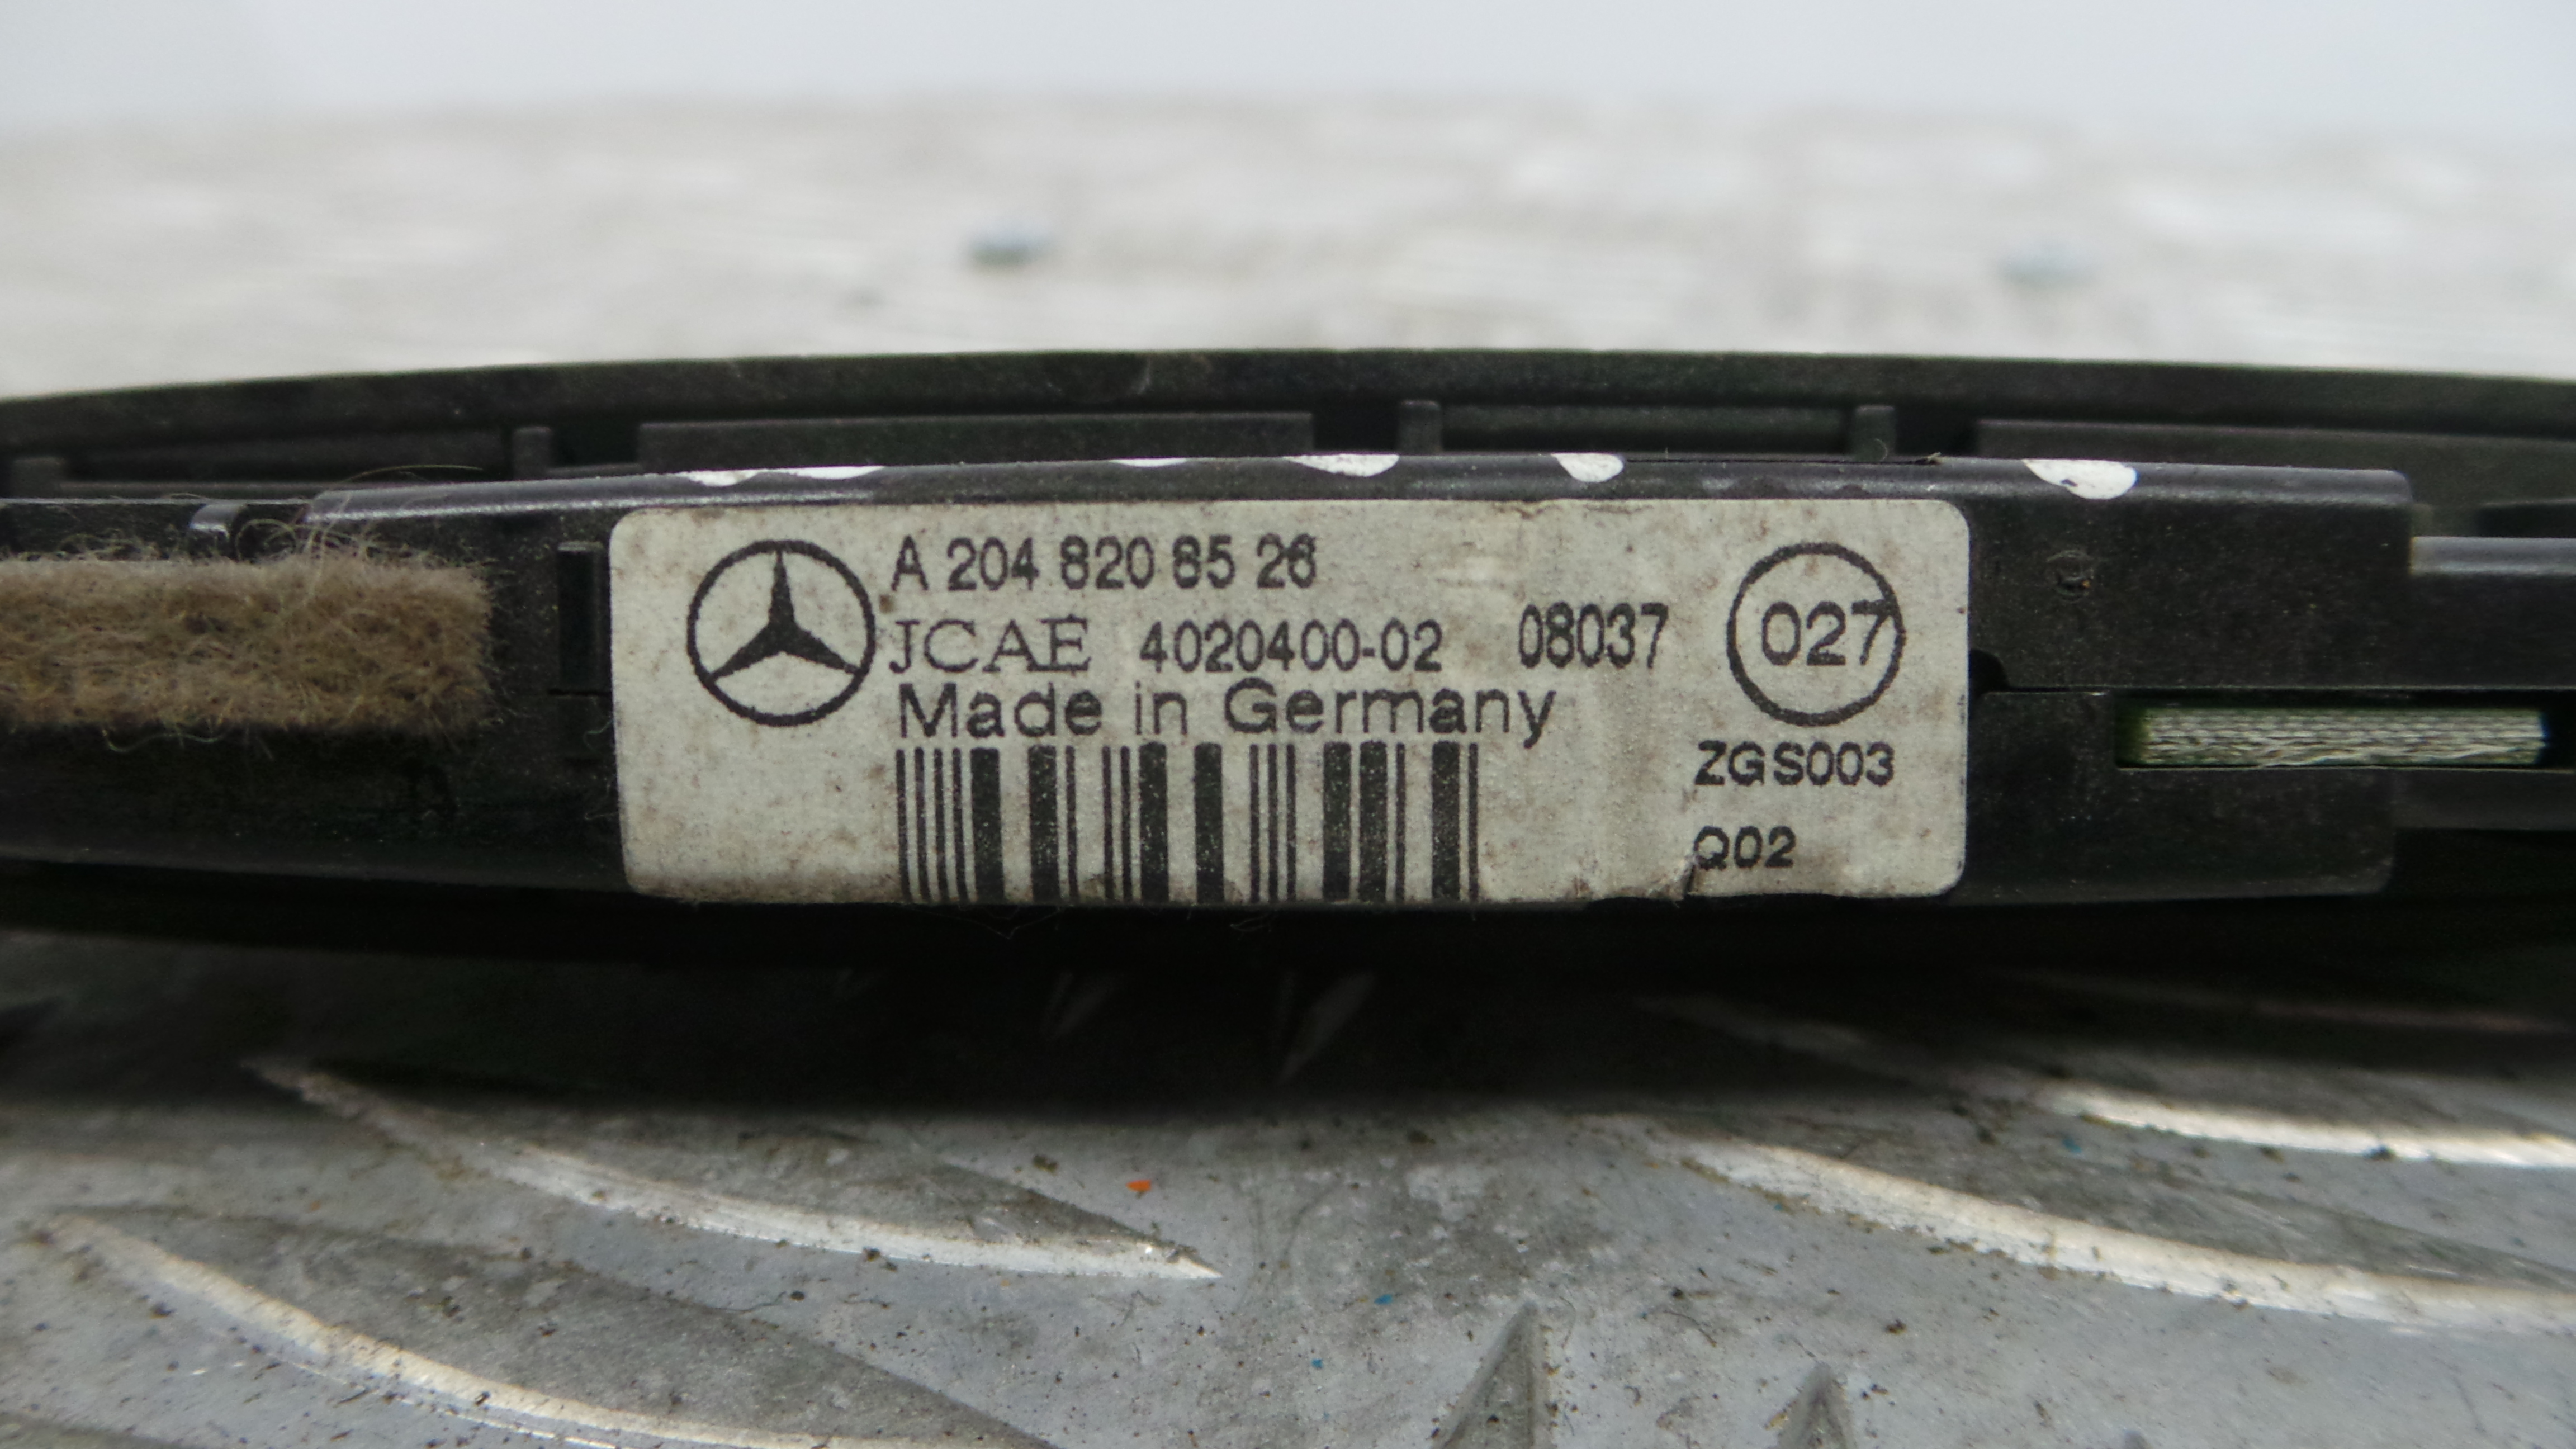 A 204 820 85 26
JCAE 4020400-02 08037
027
Made in Germany
ZGS003
Q02